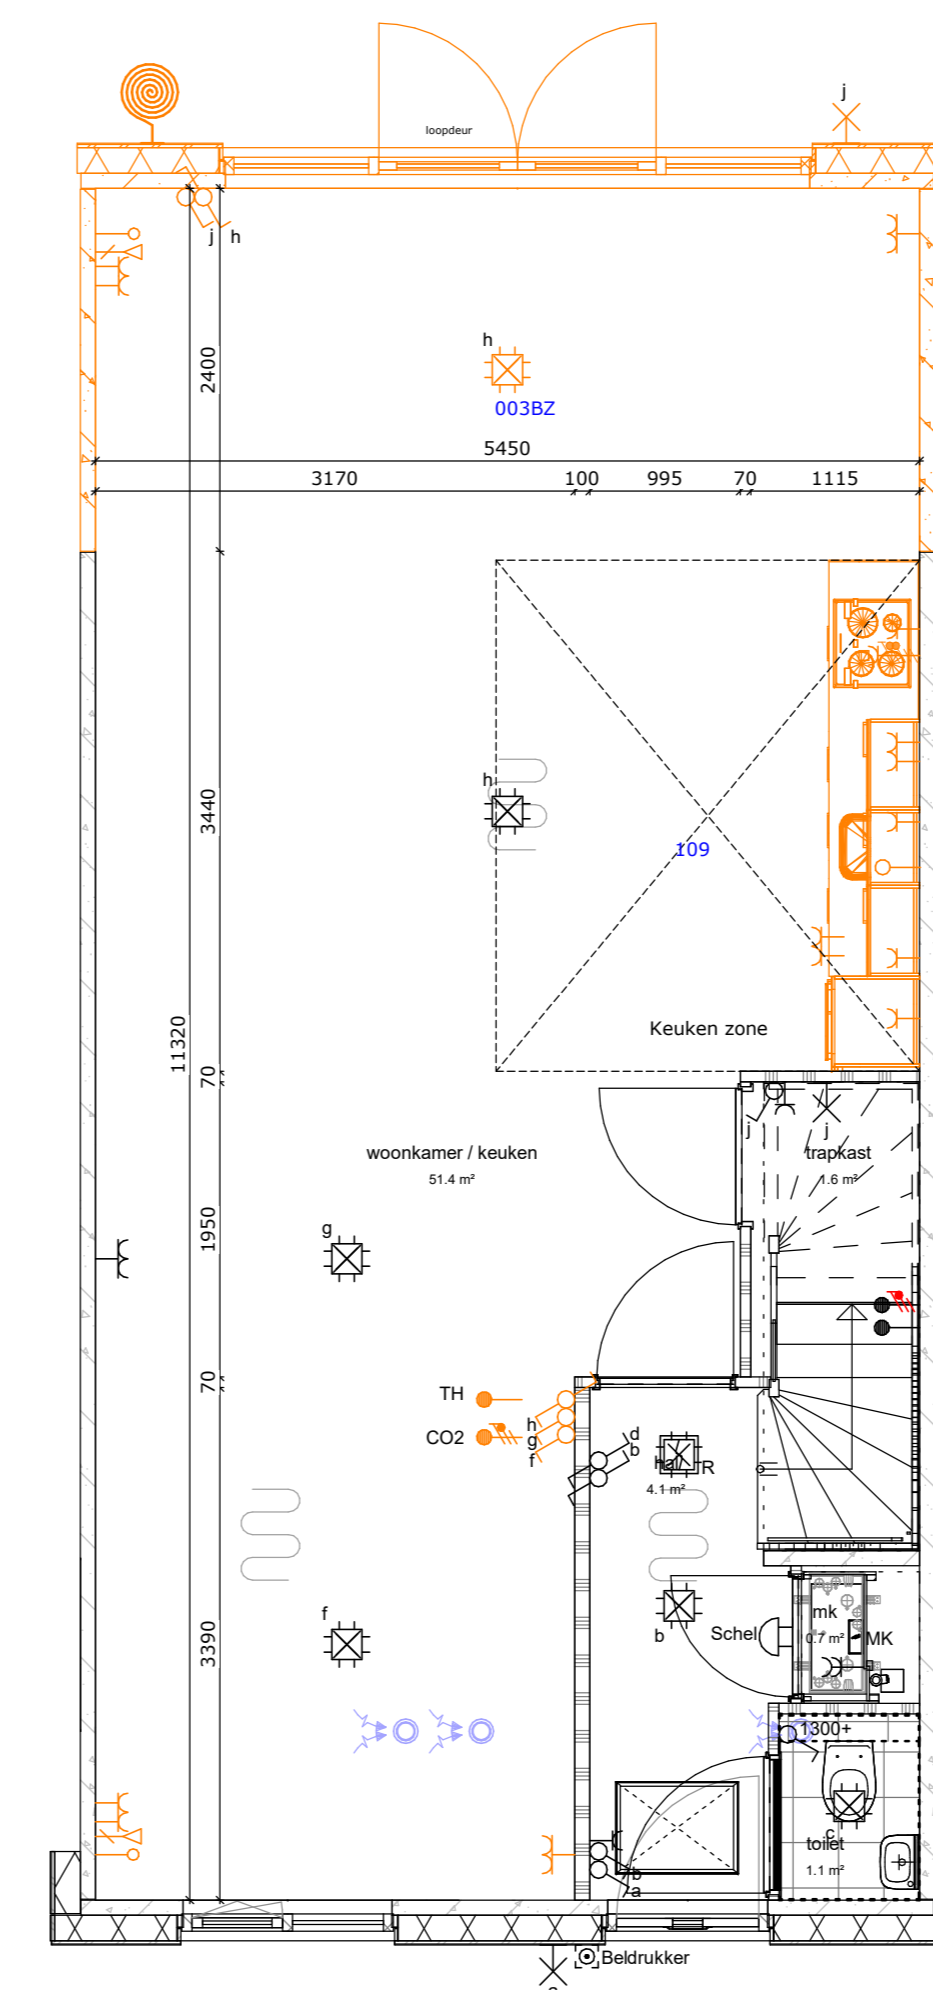 j
loopdeur
j h
h
003BZ
2400
5450
3170 100 995 70 1115
h
3440
109
11320
Keuken zone
70
j j
woonkamer / keuken
51.4 m²
trapkast
1.6 m²
1950
g
70
TH
h
CO2
g
f
d
b
hal
TR
4.1 m²
f
3390
b
Schel
mk
0.7 m²
MK
1300+
c
toilet
1.1 m²
b
a
Beldrukker